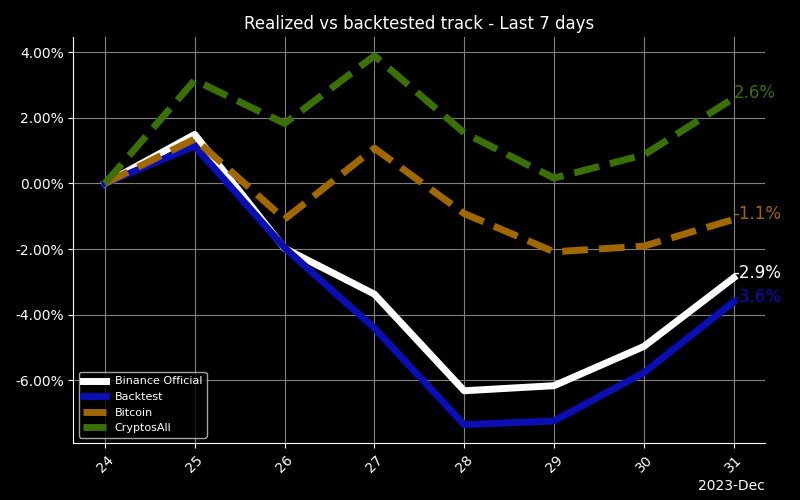 Realized vs backtested track - Last 7 days
4.00%
2.00%
0.00%
-2.00%
-4.00%
-6.00%
2.6%
-1.1%
-2.9%
-3.6%
Binance Official
Backtest
Bitcoin
CryptosAll
24 25 26 27 28 29 30 31
2023-Dec